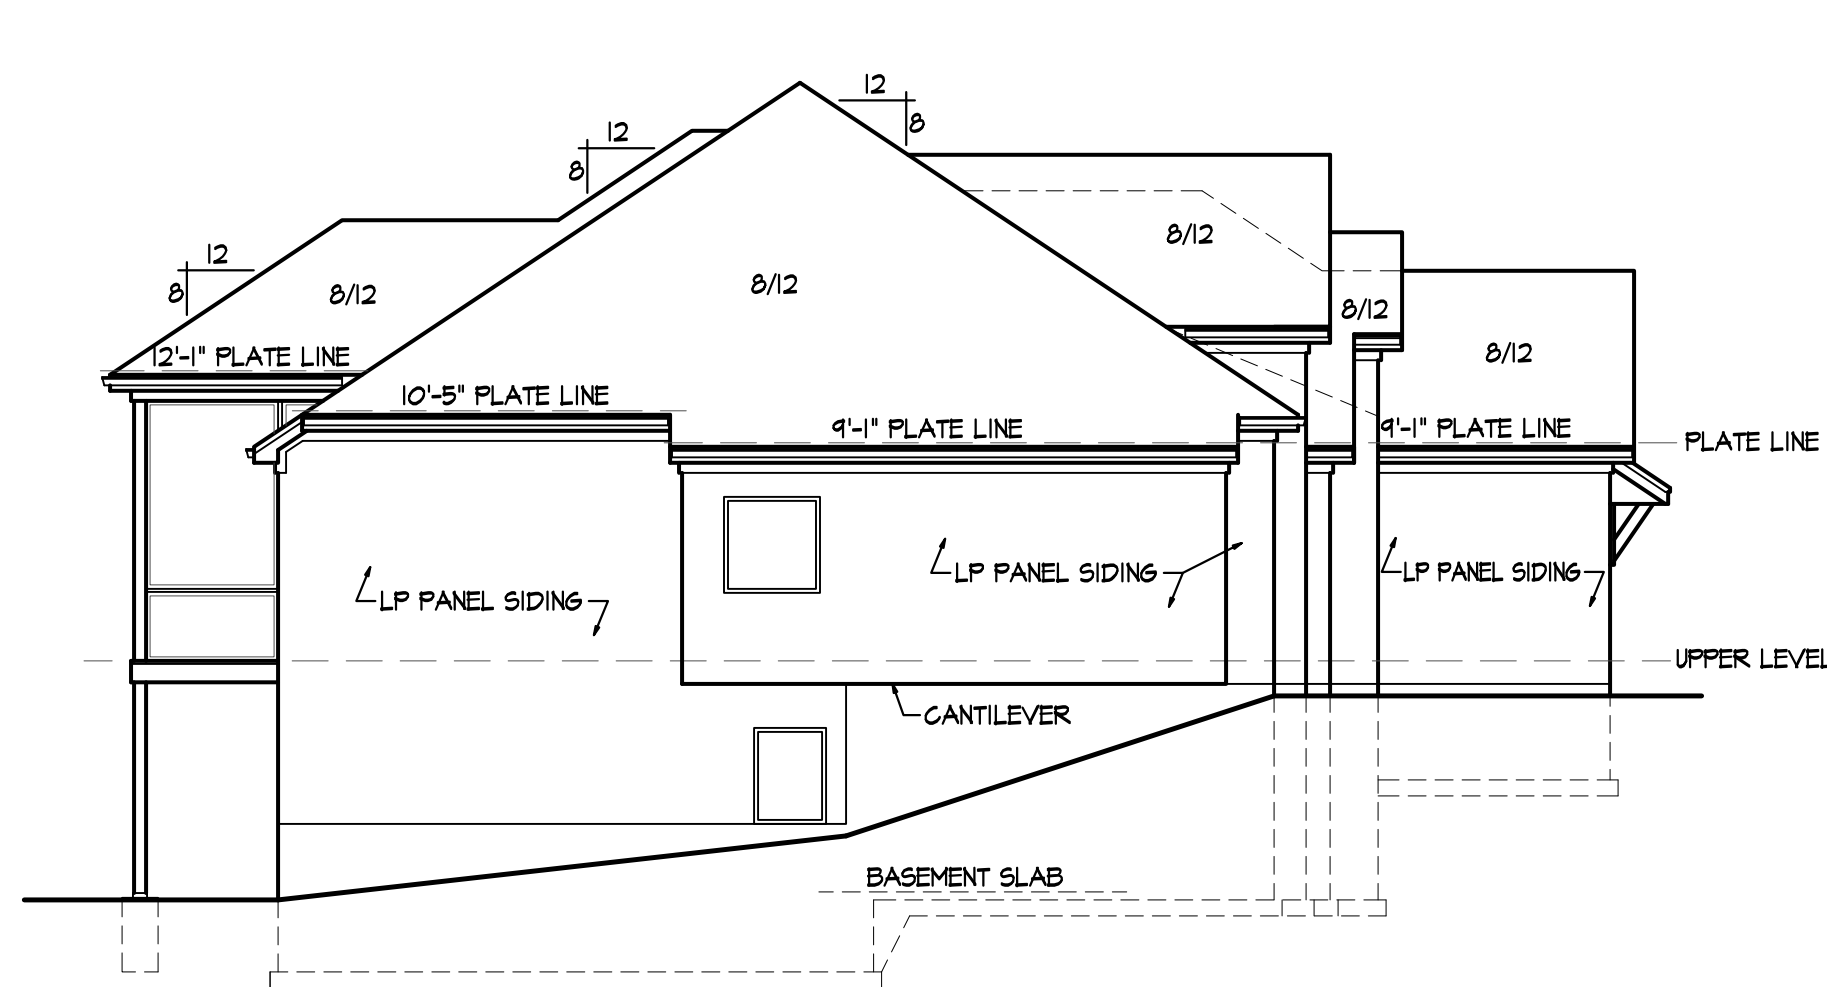 12
8
12
8
12
8
8/12
8/12
8/12
8/12
8/12
12'-1" PLATE LINE
10'-5" PLATE LINE
9'-1" PLATE LINE
9'-1" PLATE LINE
PLATE LINE
LP PANEL SIDING
LP PANEL SIDING
LP PANEL SIDING
UPPER LEVEL
CANTILEVER
BASEMENT SLAB